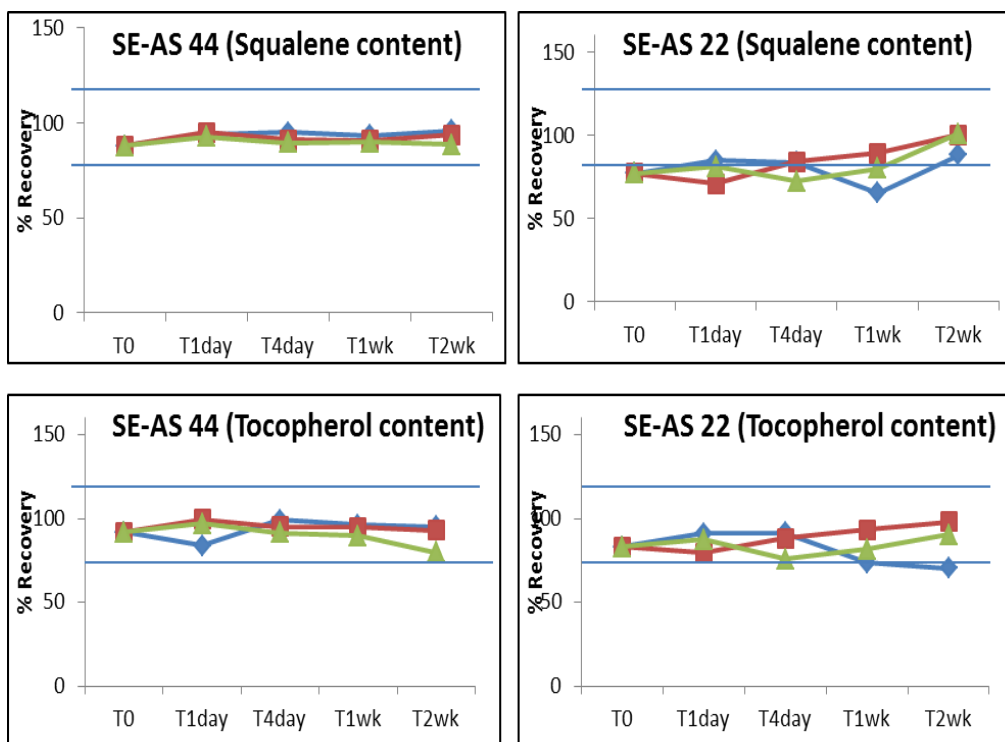 SE-AS 44 (Squalene content)
% Recovery
150
100
50
0
T0 T1day T4day T1wk T2wk
SE-AS 22 (Squalene content)
% Recovery
150
100
50
0
T0 T1day T4day T1wk T2wk
SE-AS 44 (Tocopherol content)
% Recovery
150
100
50
0
T0 T1day T4day T1wk T2wk
SE-AS 22 (Tocopherol content)
% Recovery
150
100
50
0
T0 T1day T4day T1wk T2wk